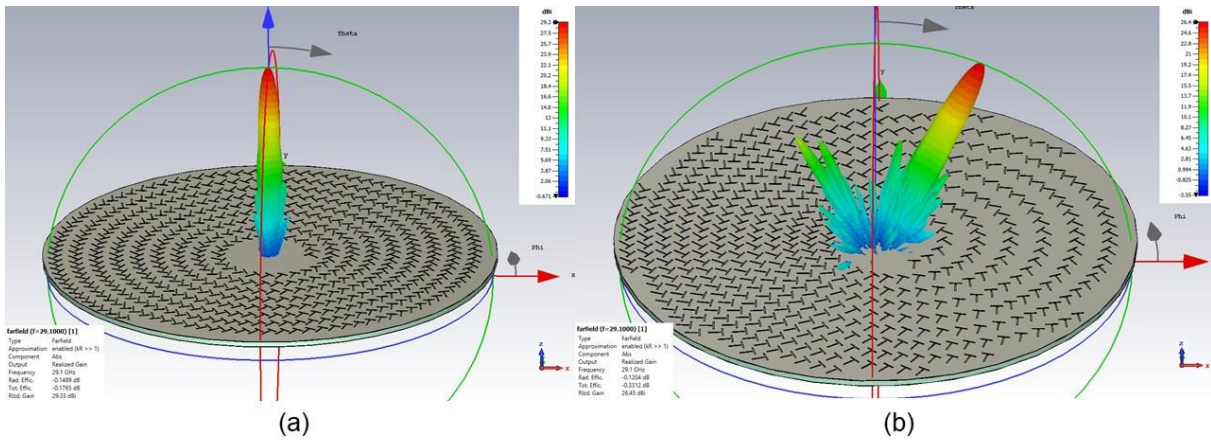 Theta
y
Phi
x
dBi
29.3
27.5
25.7
23.9
22.1
20.2
18.4
16.6
14.8
13
11.1
9.33
7.51
5.69
3.88
2.06
-0.671
farfield (f=29.1000) [1]
Type Farfield
Approximation enabled (kR >> 1)
Component Abs
Output Realized Gain
Frequency 29.1 GHz
Rad. Effic. -0.1489 dB
Tot. Effic. -0.1765 dB
Rlzd. Gain 29.33 dBi
z
x
(a)
Theta
y
Phi
dBi
26.4
24.6
22.8
21
19.2
17.4
15.5
13.7
11.9
10.1
8.27
6.45
4.63
2.81
0.994
-0.825
-3.55
farfield (f=29.1000) [1]
Type Farfield
Approximation enabled (kR >> 1)
Component Abs
Output Realized Gain
Frequency 29.1 GHz
Rad. Effic. -0.1204 dB
Tot. Effic. -0.3312 dB
Rlzd. Gain 26.45 dBi
z
x
(b)